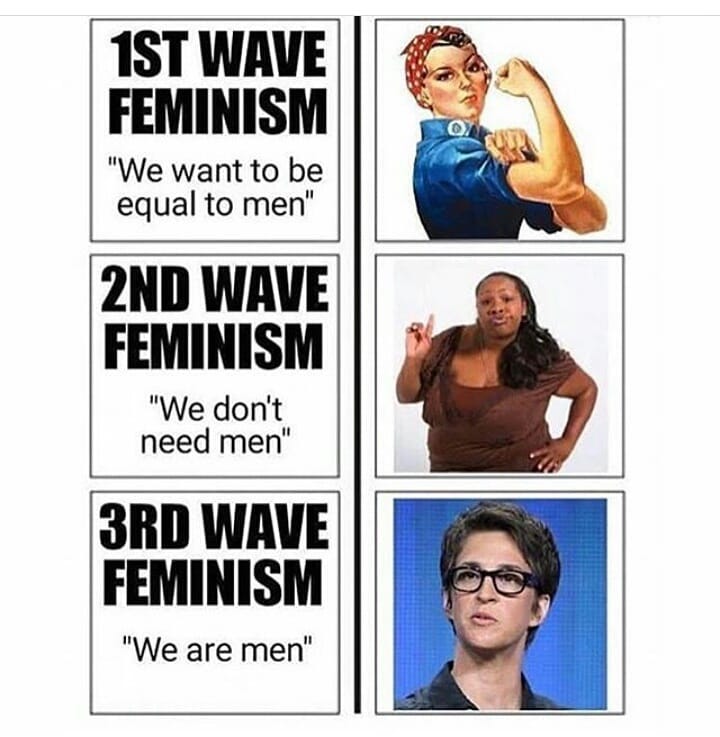 1ST WAVE
FEMINISM
"We want to be
equal to men"
2ND WAVE
FEMINISM
"We don't
need men"
3RD WAVE
FEMINISM
"We are men"